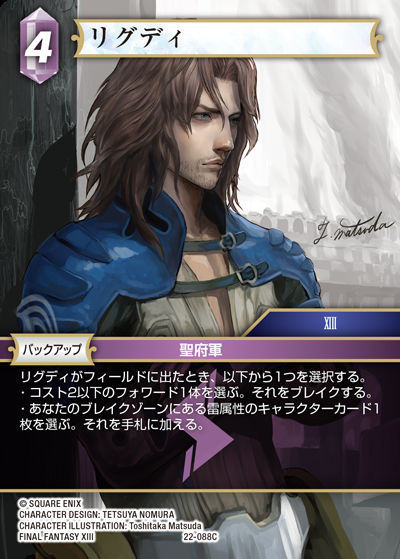 4
リグディ
T. matsuda
XIII
バックアップ
聖府軍
リグディがフィールドに出たとき、以下から1つを選択する。
・コスト2以下のフォワード1体を選ぶ。それをブレイクする。
・あなたのブレイクゾーンにある雷属性のキャラクターカード1
枚を選ぶ。それを手札に加える。
© SQUARE ENIX
CHARACTER DESIGN: TETSUYA NOMURA
CHARACTER ILLUSTRATION: Toshitaka Matsuda
FINAL FANTASY XIII
22-088C